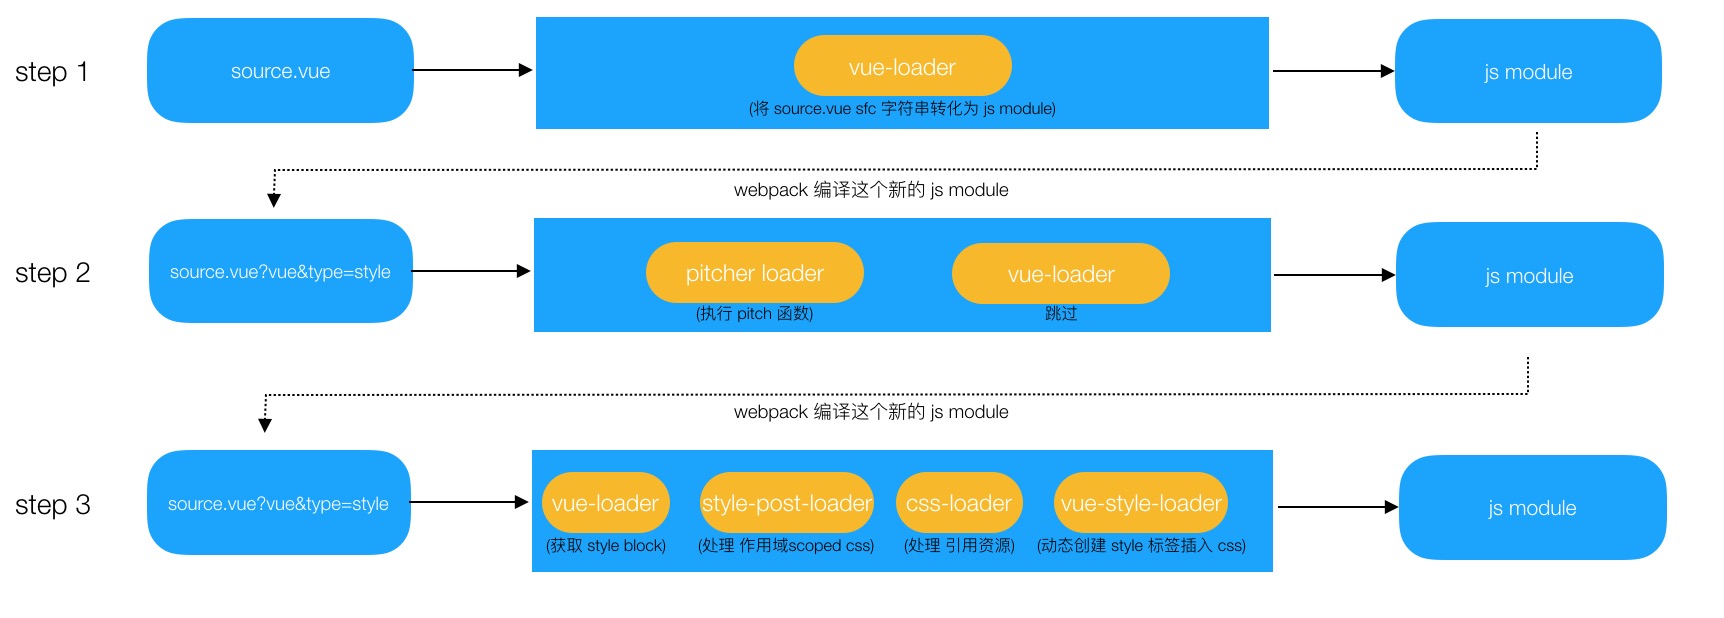 step 1
source.vue
vue-loader
(将 source.vue sfc 字符串转化为 js module)
js module
webpack 编译这个新的 js module
step 2
source.vue?vue&type=style
pitcher loader
(执行 pitch 函数)
vue-loader
跳过
js module
webpack 编译这个新的 js module
step 3
source.vue?vue&type=style
vue-loader
(获取 style block)
style-post-loader
(处理 作用域scoped css)
css-loader
(处理 引用资源)
vue-style-loader
(动态创建 style 标签插入 css)
js module